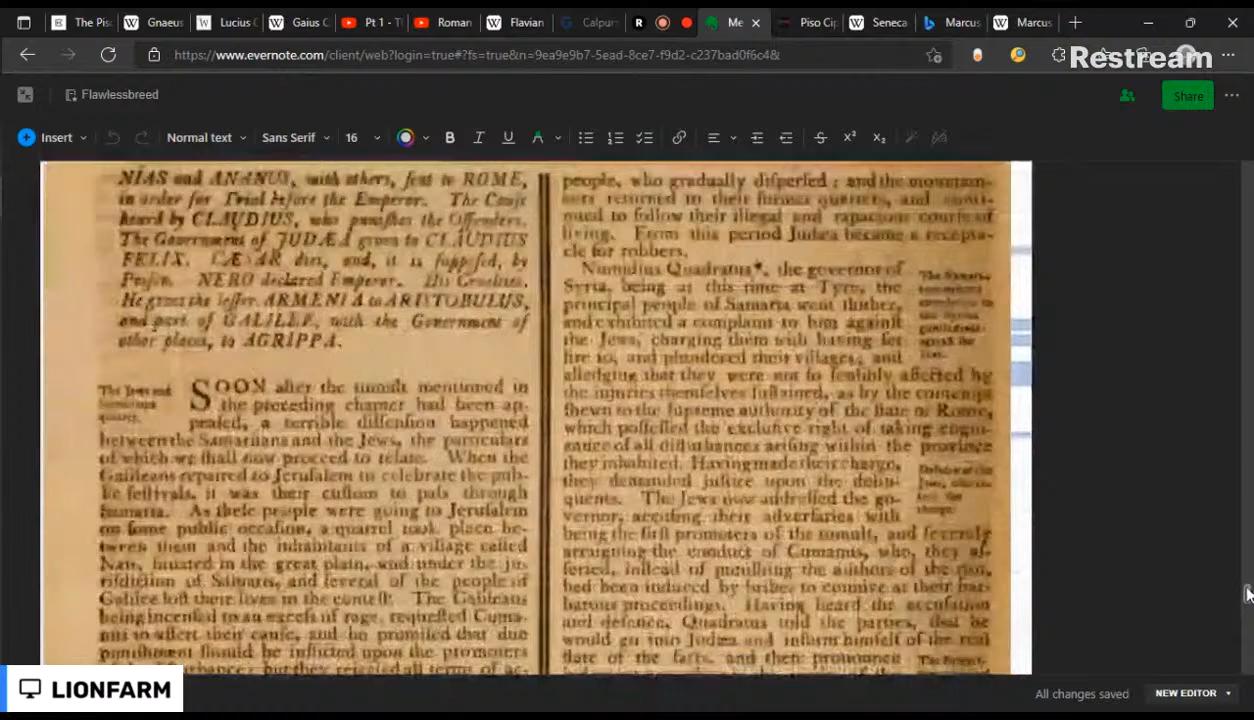 The Pis
Gnaeus
Lucius C
Gaius C
Pt 1 - T
Roman
Flavian
Calpur
Me
Piso Cip
Seneca
Marcus
Marcus
https://www.evernote.com/client/web?login=true#?fs=true&n=9ea9e9b7-5ead-8ce7-f9d2-c237bad0f6c4&
Restream
Flawlessbreed
Share
Insert
Normal text
Sans Serif
16
NIAS and ANANUS, with others, sent to ROME,
in order for Trial before the Emperor. The Cause
heard by CLAUDIUS, who punishes the Offenders.
The Government of JUDÆA given to CLAUDIUS
FELIX. CÆSAR dies, and, it is supposed, by
Poison. NERO declared Emperor. His Cruelties.
He gives the lesser ARMENIA to ARISTOBULUS,
and part of GALILEE, with the Government of
other places, to AGRIPPA.
The Jews and
Samaritans
quarrel.
SOON after the tumult mentioned in
the preceding chapter had been ap-
peased, a terrible dissension happened
between the Samaritans and the Jews, the particulars
of which we shall now proceed to relate. When the
Galileans repaired to Jerusalem to celebrate the pub-
lic festivals, it was their custom to pass through
Samaria. As these people were going to Jerusalem
on some public occasion, a quarrel took place be-
tween them and the inhabitants of a village called
situated in the great plain, and under the ju-
risdiction of Samaria, and several of the people of
Galilee lost their lives in the contest. The Galileans
being incensed to an excess of rage, requested Cuma-
nus to assert their cause, and he promised that due
punishment should be inflicted upon the promoters
but they rejected all terms of ac-
people, who gradually dispersed; and the mountain-
eers returned to their former quarters, and conti-
nued to follow their illegal and rapacious course of
living. From this period Judea became a recepta-
cle for robbers.
Numidius Quadratus*, the governor of
Syria, being at this time at Tyre, the
principal people of Samaria went thither,
and exhibited a complaint to him against
the Jews, charging them with having set
fire to, and plundered their villages, and
alledging that they were not so sensibly affected by
the injuries themselves sustained, as by the contempt
shewn to the supreme authority of the state of Rome,
which possessed the exclusive right of taking cogni-
zance of all disturbances arising within the province
they inhabited. Having made their charge,
they demanded justice upon the delin-
quents. The Jews now addressed the go-
vernor, accusing their adversaries with
being the first promoters of the tumult, and severely
arraigning the conduct of Cumanus, who, they as-
serted, instead of punishing the authors of the riot,
had been induced by bribes to connive at their bar-
barous proceedings. Having heard the accusation
and defence, Quadratus told the parties, that he
would go into Judæa and inform himself of the real
state of the facts, and then pronounced
LIONFARM
All changes saved
NEW EDITOR